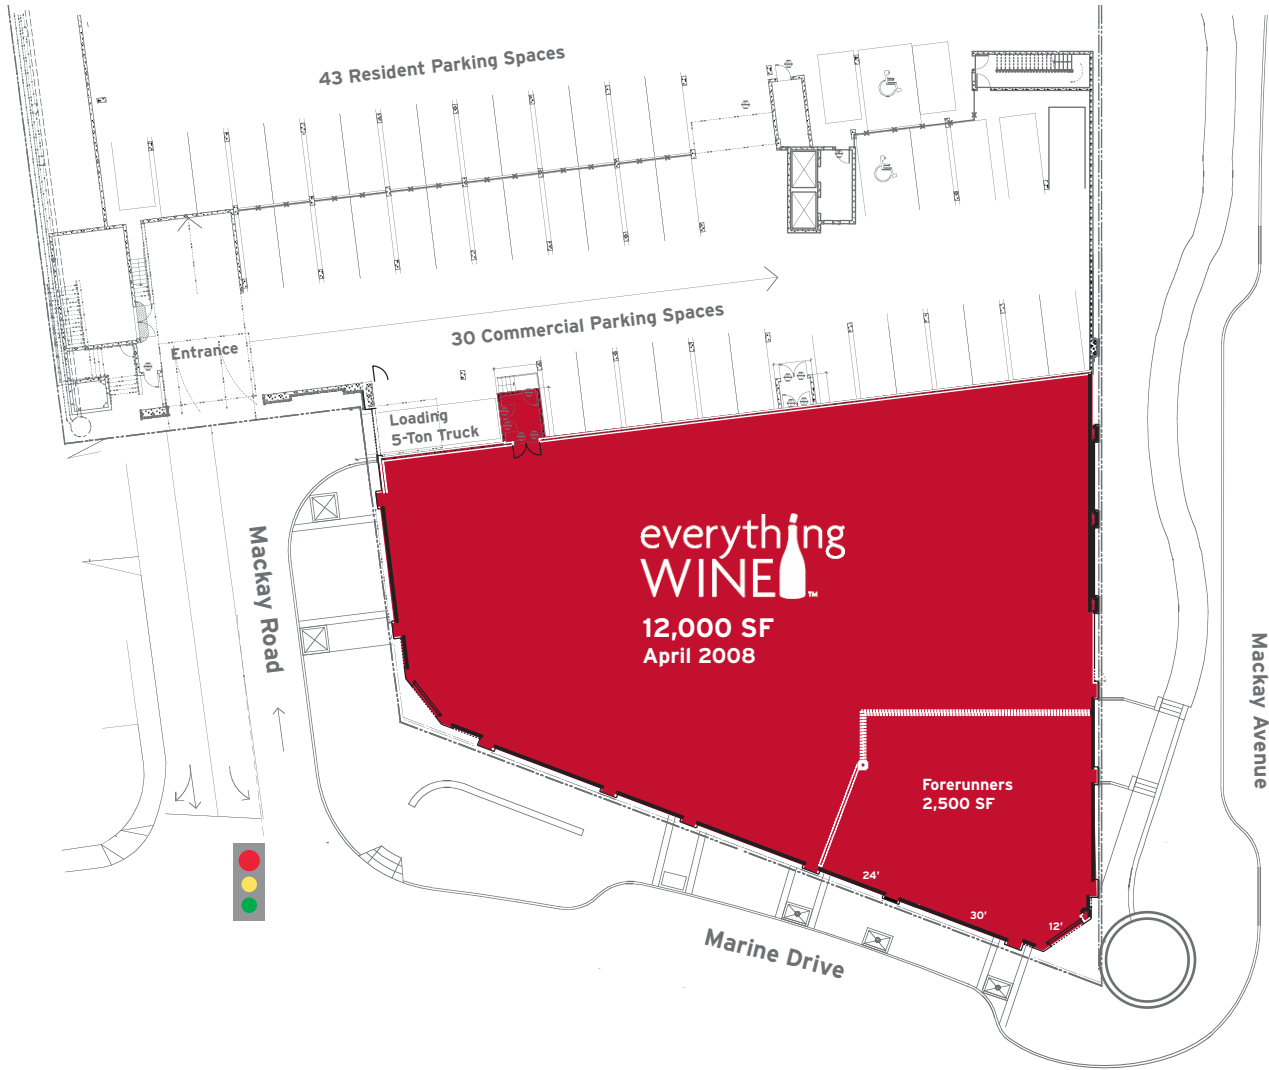 43 Resident Parking Spaces
30 Commercial Parking Spaces
Entrance
Loading
5-Ton Truck
Mackay Road
everything
WINE™
12,000 SF
April 2008
Mackay Avenue
Forerunners
2,500 SF
24'
30'
12'
Marine Drive